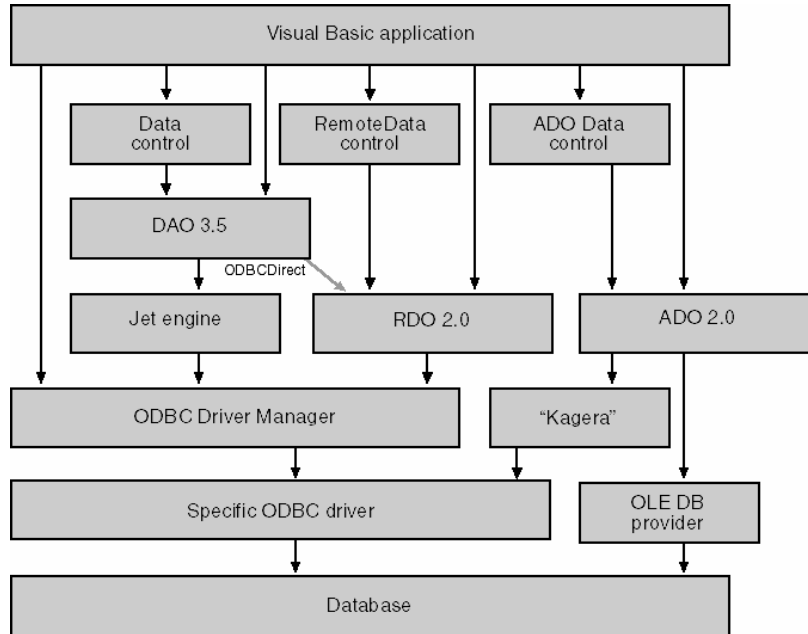 Visual Basic application
Data
control
RemoteData
control
ADO Data
control
DAO 3.5
ODBCDirect
Jet engine
RDO 2.0
ADO 2.0
ODBC Driver Manager
“Kagera”
Specific ODBC driver
OLE DB
provider
Database